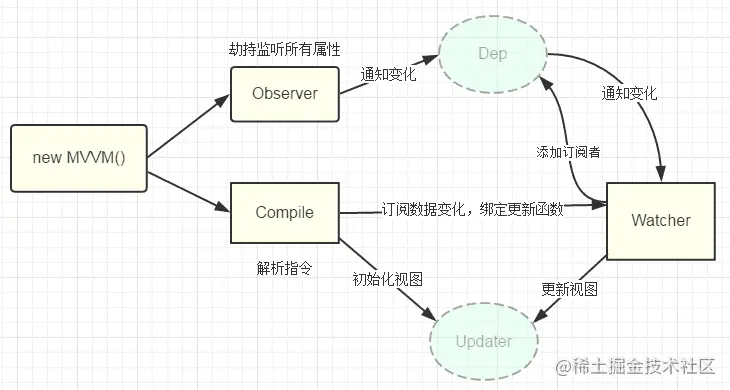 劫持监听所有属性
Dep
Observer
通知变化
通知变化
new MVVM()
添加订阅者
Compile
订阅数据变化，绑定更新函数
Watcher
解析指令
初始化视图
更新视图
Updater
@稀土掘金技术社区